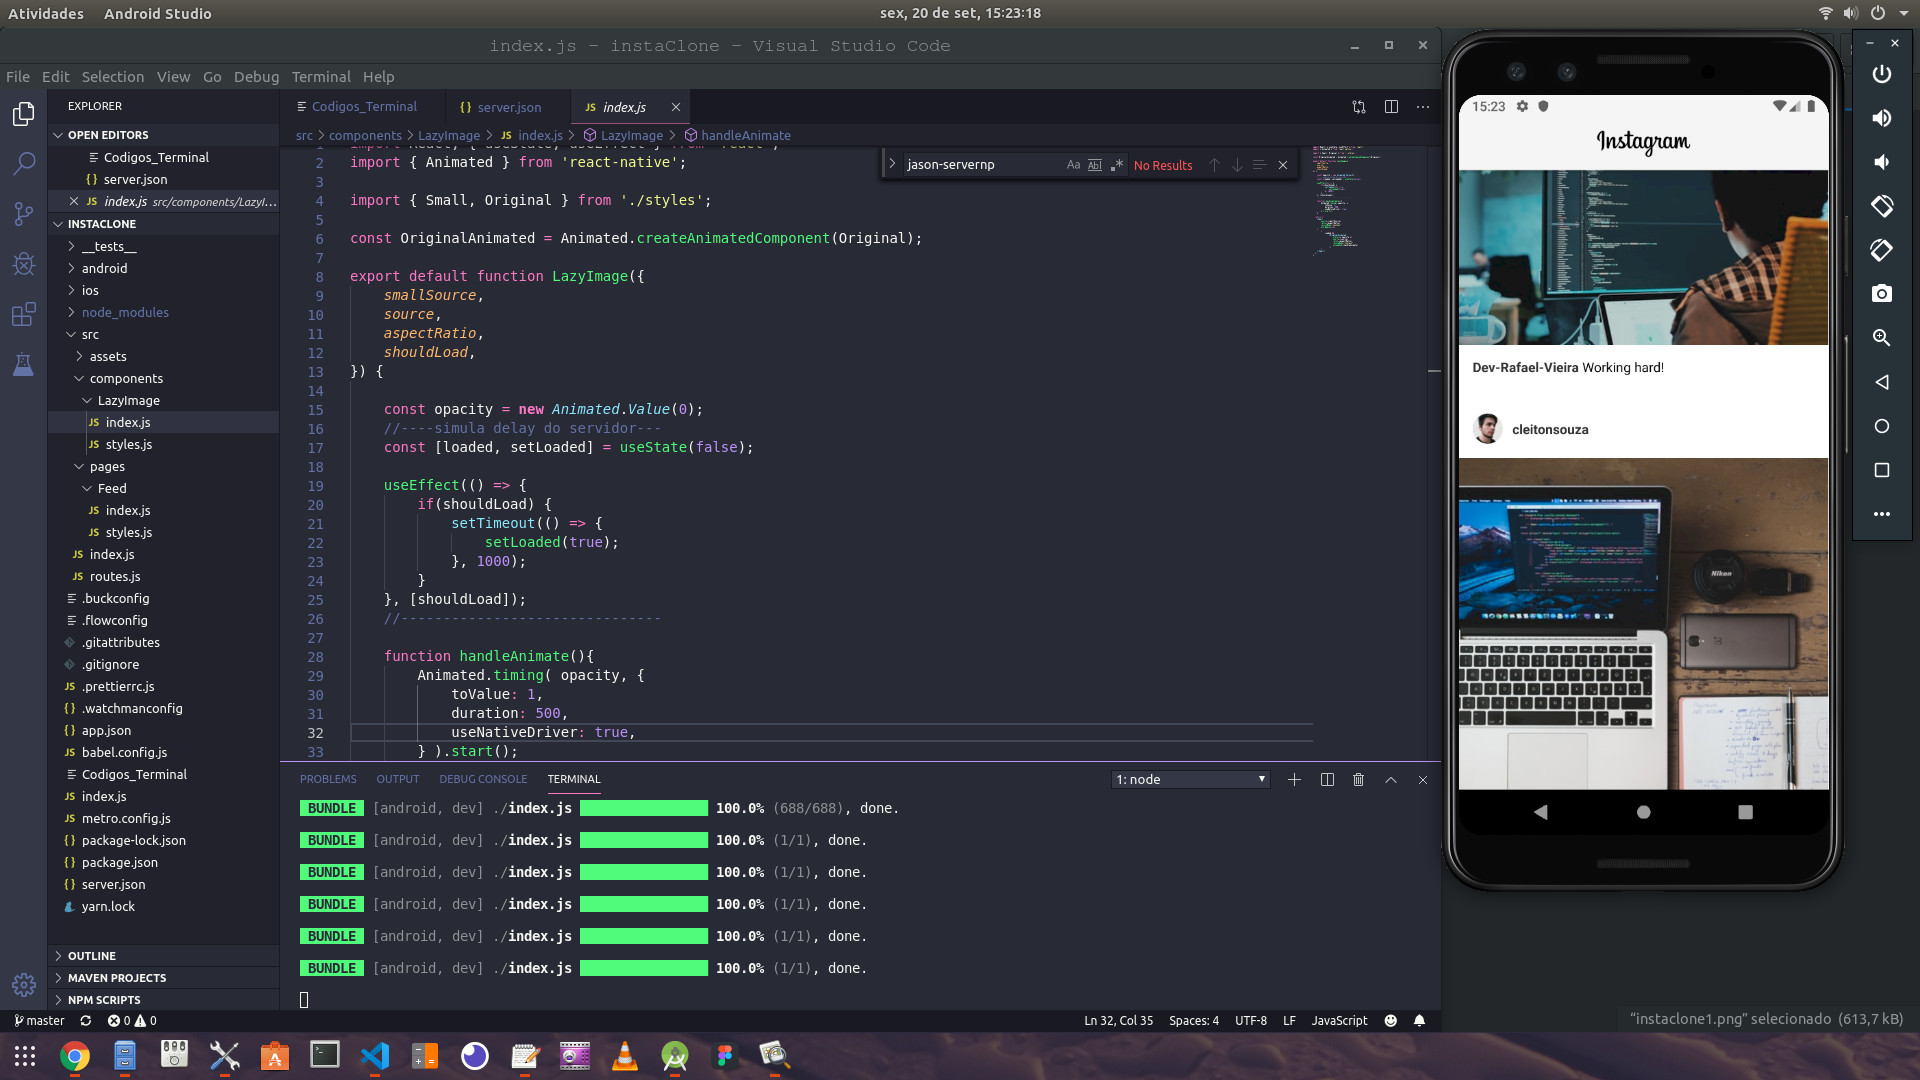 Atividades Android Studio sex, 20 de set, 15:23:18
index.js - instaClone - Visual Studio Code
File Edit Selection View Go Debug Terminal Help
EXPLORER
OPEN EDITORS
Codigos_Terminal
server.json
index.js src/components/LazyI...
INSTACLONE
__tests__
android
ios
node_modules
src
assets
components
LazyImage
index.js
styles.js
pages
Feed
index.js
styles.js
index.js
routes.js
.buckconfig
.flowconfig
.gitattributes
.gitignore
.prettierrc.js
.watchmanconfig
app.json
babel.config.js
Codigos_Terminal
index.js
metro.config.js
package-lock.json
package.json
server.json
yarn.lock
OUTLINE
MAVEN PROJECTS
NPM SCRIPTS
Codigos_Terminal server.json index.js
src > components > LazyImage > JS index.js > LazyImage > handleAnimate
jason-servernp Aa Abl .* No Results
1 import React, { useState, useEffect } from 'react';
2 import { Animated } from 'react-native';
3
4 import { Small, Original } from './styles';
5
6 const OriginalAnimated = Animated.createAnimatedComponent(Original);
7
8 export default function LazyImage({
9 smallSource,
10 source,
11 aspectRatio,
12 shouldLoad,
13 }) {
14
15 const opacity = new Animated.Value(0);
16 //----simula delay do servidor---
17 const [loaded, setLoaded] = useState(false);
18
19 useEffect(() => {
20 if(shouldLoad) {
21 setTimeout(() => {
22 setLoaded(true);
23 }, 1000);
24 }
25 }, [shouldLoad]);
26 //-------------------------------
27
28 function handleAnimate(){
29 Animated.timing( opacity, {
30 toValue: 1,
31 duration: 500,
32 useNativeDriver: true,
33 } ).start();
PROBLEMS OUTPUT DEBUG CONSOLE TERMINAL 1: node
BUNDLE [android, dev] ./index.js 100.0% (688/688), done.
BUNDLE [android, dev] ./index.js 100.0% (1/1), done.
BUNDLE [android, dev] ./index.js 100.0% (1/1), done.
BUNDLE [android, dev] ./index.js 100.0% (1/1), done.
BUNDLE [android, dev] ./index.js 100.0% (1/1), done.
BUNDLE [android, dev] ./index.js 100.0% (1/1), done.
master 0 0 Ln 32, Col 35 Spaces: 4 UTF-8 LF JavaScript
15:23
Instagram
Dev-Rafael-Vieira Working hard!
cleitonsouza
Nikon
"instaclone1.png" selecionado (613,7 kB)